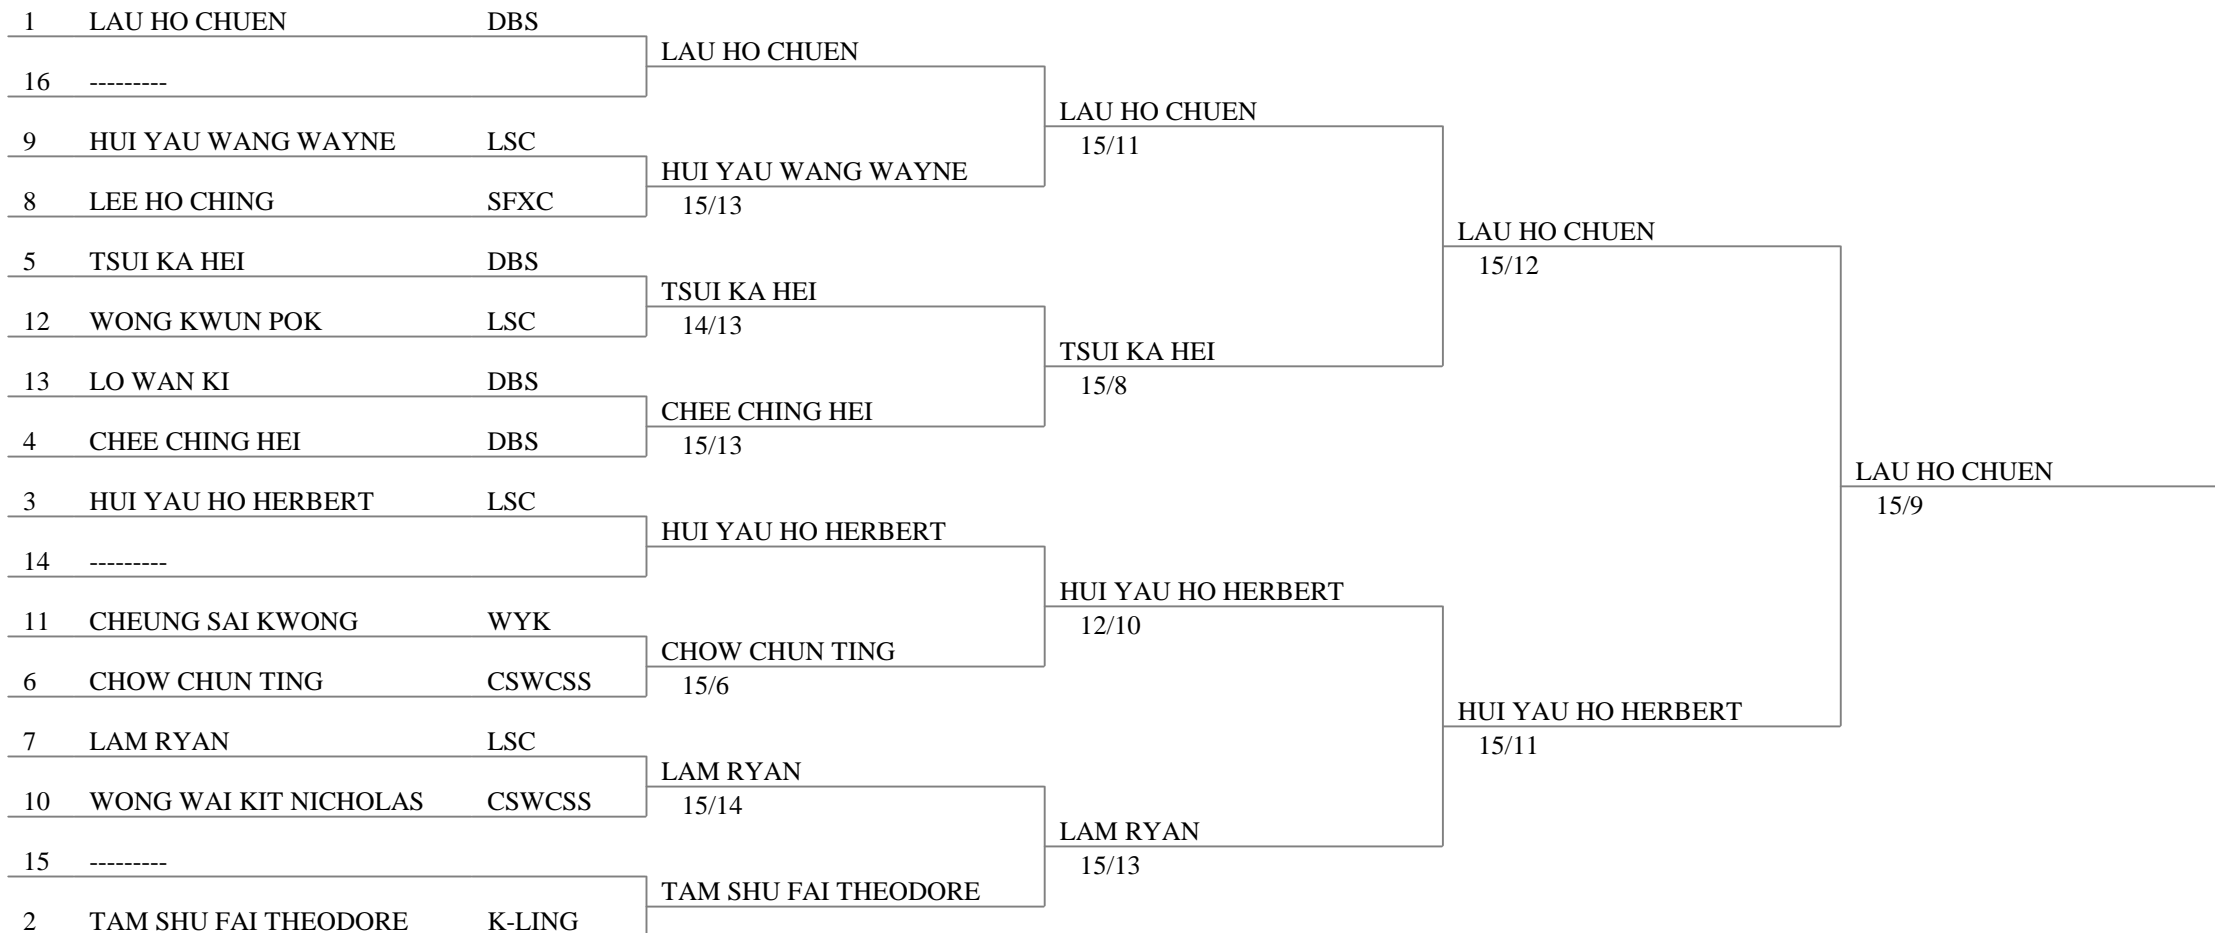 1 LAU HO CHUEN DBS
LAU HO CHUEN
16 ---------
LAU HO CHUEN
9 HUI YAU WANG WAYNE LSC
15/11
HUI YAU WANG WAYNE
8 LEE HO CHING SFXC
15/13
LAU HO CHUEN
5 TSUI KA HEI DBS
15/12
TSUI KA HEI
12 WONG KWUN POK LSC
14/13
TSUI KA HEI
13 LO WAN KI DBS
15/8
CHEE CHING HEI
4 CHEE CHING HEI DBS
15/13
LAU HO CHUEN
3 HUI YAU HO HERBERT LSC
15/9
HUI YAU HO HERBERT
14 ---------
HUI YAU HO HERBERT
11 CHEUNG SAI KWONG WYK
12/10
CHOW CHUN TING
6 CHOW CHUN TING CSWCSS
15/6
HUI YAU HO HERBERT
7 LAM RYAN LSC
15/11
LAM RYAN
10 WONG WAI KIT NICHOLAS CSWCSS
15/14
LAM RYAN
15 ---------
15/13
TAM SHU FAI THEODORE
2 TAM SHU FAI THEODORE K-LING